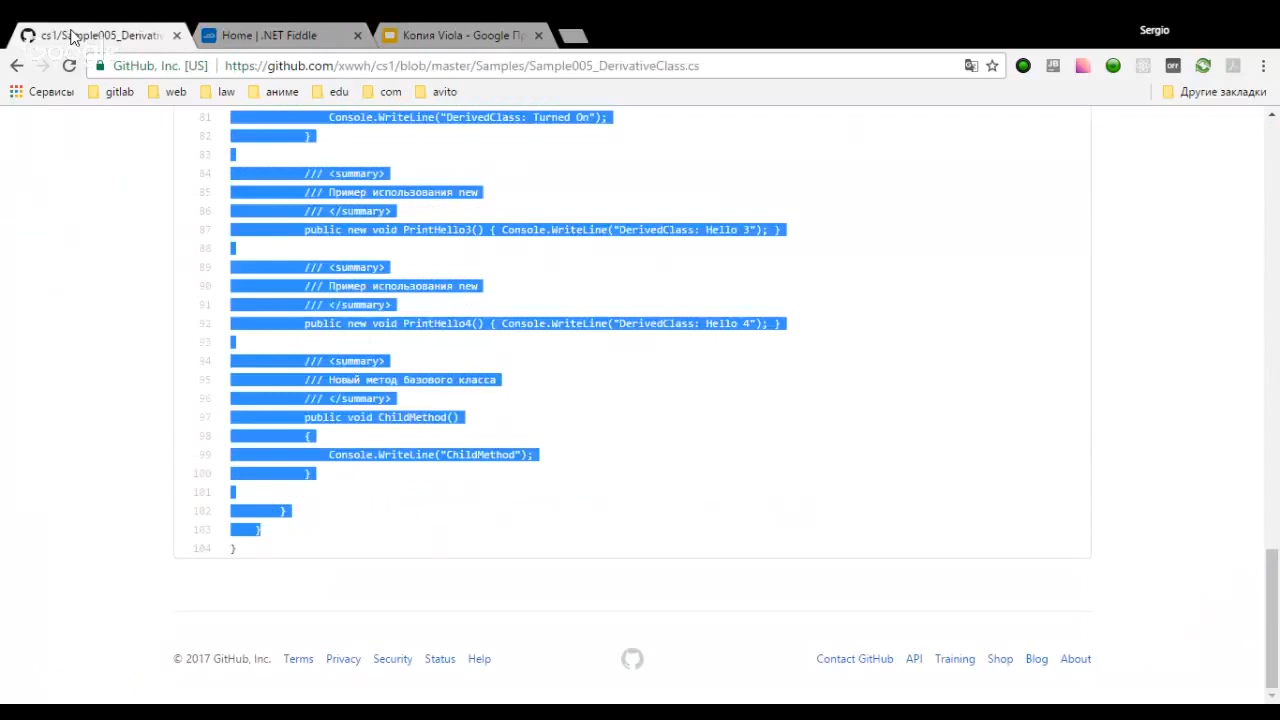 Sergio
cs1/Sample005_Derivativ
Home | .NET Fiddle
Копия Viola - Google П
GitHub, Inc. [US]
https://github.com/xwwh/cs1/blob/master/Samples/Sample005_DerivativeClass.cs
Сервисы
gitlab
web
law
аниме
edu
com
avito
Другие закладки
81 Console.WriteLine("DerivedClass: Turned On");
82 }
83
84 /// <summary>
85 /// Пример использования new
86 /// </summary>
87 public new void PrintHello3() { Console.WriteLine("DerivedClass: Hello 3"); }
88
89 /// <summary>
90 /// Пример использования new
91 /// </summary>
92 public new void PrintHello4() { Console.WriteLine("DerivedClass: Hello 4"); }
93
94 /// <summary>
95 /// Новый метод базового класса
96 /// </summary>
97 public void ChildMethod()
98 {
99 Console.WriteLine("ChildMethod");
100 }
101
102 }
103 }
104 }
© 2017 GitHub, Inc. Terms Privacy Security Status Help
Contact GitHub API Training Shop Blog About